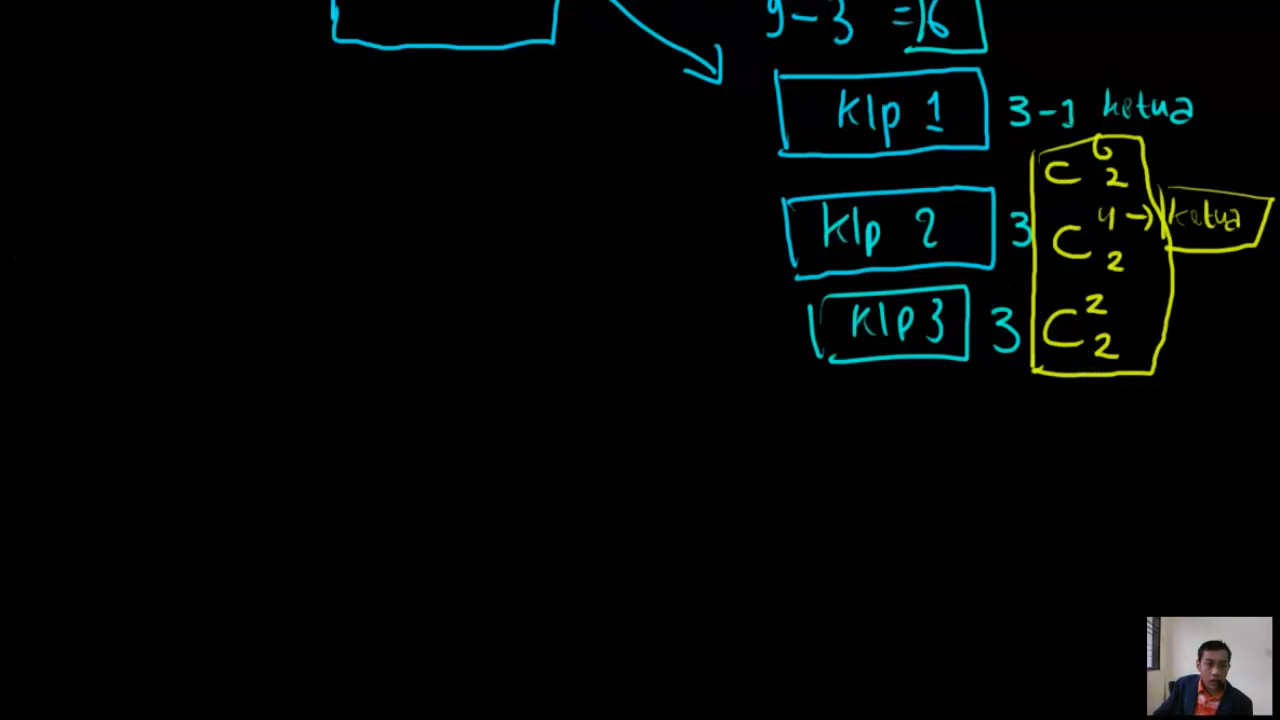 9-3 = 6
Klp 1 3-1 ketua
C 6 2
Klp 2 3 C 4 2 → ketua
Klp 3 3 C 2 2